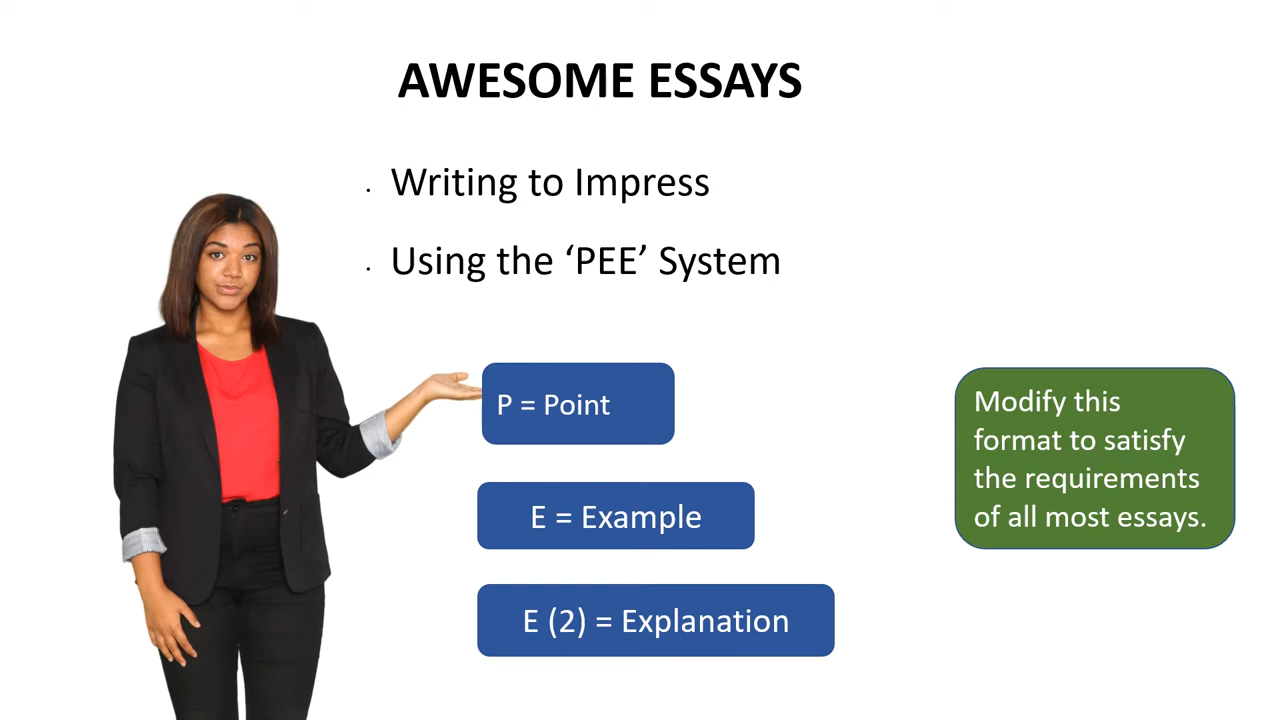 AWESOME ESSAYS
· Writing to Impress
· Using the ‘PEE’ System
P = Point
E = Example
E (2) = Explanation
Modify this
format to satisfy
the requirements
of all most essays.